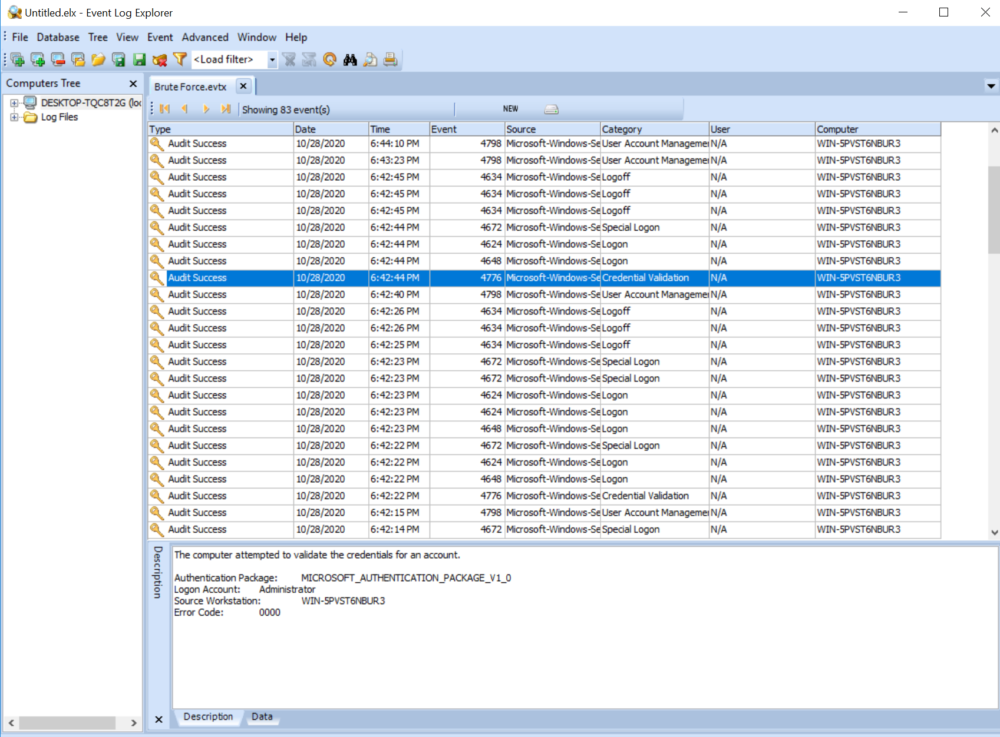 Untitled.elx - Event Log Explorer
File Database Tree View Event Advanced Window Help
<Load filter>
Computers Tree
DESKTOP-TQC8T2G (loc
Log Files
Brute Force.evtx
Showing 83 event(s) NEW
Type Date Time Event Source Category User Computer
Audit Success 10/28/2020 6:44:10 PM 4798 Microsoft-Windows-Se User Account Managemer N/A WIN-5PVST6NBUR3
Audit Success 10/28/2020 6:43:23 PM 4798 Microsoft-Windows-Se User Account Managemer N/A WIN-5PVST6NBUR3
Audit Success 10/28/2020 6:42:45 PM 4634 Microsoft-Windows-Se Logoff N/A WIN-5PVST6NBUR3
Audit Success 10/28/2020 6:42:45 PM 4634 Microsoft-Windows-Se Logoff N/A WIN-5PVST6NBUR3
Audit Success 10/28/2020 6:42:45 PM 4634 Microsoft-Windows-Se Logoff N/A WIN-5PVST6NBUR3
Audit Success 10/28/2020 6:42:44 PM 4672 Microsoft-Windows-Se Special Logon N/A WIN-5PVST6NBUR3
Audit Success 10/28/2020 6:42:44 PM 4624 Microsoft-Windows-Se Logon N/A WIN-5PVST6NBUR3
Audit Success 10/28/2020 6:42:44 PM 4648 Microsoft-Windows-Se Logon N/A WIN-5PVST6NBUR3
Audit Success 10/28/2020 6:42:44 PM 4776 Microsoft-Windows-Se Credential Validation N/A WIN-5PVST6NBUR3
Audit Success 10/28/2020 6:42:40 PM 4798 Microsoft-Windows-Se User Account Managemer N/A WIN-5PVST6NBUR3
Audit Success 10/28/2020 6:42:26 PM 4634 Microsoft-Windows-Se Logoff N/A WIN-5PVST6NBUR3
Audit Success 10/28/2020 6:42:26 PM 4634 Microsoft-Windows-Se Logoff N/A WIN-5PVST6NBUR3
Audit Success 10/28/2020 6:42:25 PM 4634 Microsoft-Windows-Se Logoff N/A WIN-5PVST6NBUR3
Audit Success 10/28/2020 6:42:23 PM 4672 Microsoft-Windows-Se Special Logon N/A WIN-5PVST6NBUR3
Audit Success 10/28/2020 6:42:23 PM 4672 Microsoft-Windows-Se Special Logon N/A WIN-5PVST6NBUR3
Audit Success 10/28/2020 6:42:23 PM 4624 Microsoft-Windows-Se Logon N/A WIN-5PVST6NBUR3
Audit Success 10/28/2020 6:42:23 PM 4624 Microsoft-Windows-Se Logon N/A WIN-5PVST6NBUR3
Audit Success 10/28/2020 6:42:23 PM 4648 Microsoft-Windows-Se Logon N/A WIN-5PVST6NBUR3
Audit Success 10/28/2020 6:42:22 PM 4672 Microsoft-Windows-Se Special Logon N/A WIN-5PVST6NBUR3
Audit Success 10/28/2020 6:42:22 PM 4624 Microsoft-Windows-Se Logon N/A WIN-5PVST6NBUR3
Audit Success 10/28/2020 6:42:22 PM 4648 Microsoft-Windows-Se Logon N/A WIN-5PVST6NBUR3
Audit Success 10/28/2020 6:42:22 PM 4776 Microsoft-Windows-Se Credential Validation N/A WIN-5PVST6NBUR3
Audit Success 10/28/2020 6:42:15 PM 4798 Microsoft-Windows-Se User Account Managemer N/A WIN-5PVST6NBUR3
Audit Success 10/28/2020 6:42:14 PM 4672 Microsoft-Windows-Se Special Logon N/A WIN-5PVST6NBUR3
Description
The computer attempted to validate the credentials for an account.
Authentication Package: MICROSOFT_AUTHENTICATION_PACKAGE_V1_0
Logon Account: Administrator
Source Workstation: WIN-5PVST6NBUR3
Error Code: 0000
Description Data